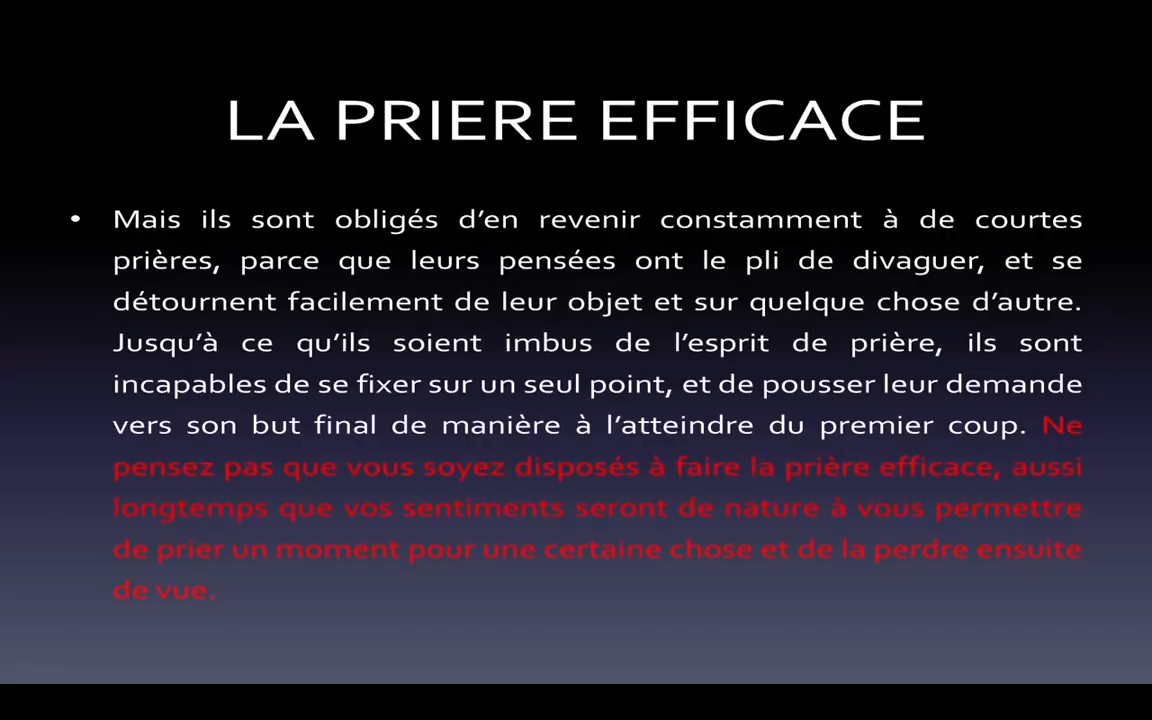 LA PRIERE EFFICACE
• Mais ils sont obligés d’en revenir constamment à de courtes
prières, parce que leurs pensées ont le pli de divaguer, et se
détournent facilement de leur objet et sur quelque chose d’autre.
Jusqu’à ce qu’ils soient imbus de l’esprit de prière, ils sont
incapables de se fixer sur un seul point, et de pousser leur demande
vers son but final de manière à l’atteindre du premier coup. Ne
pensez pas que vous soyez disposés à faire la prière efficace, aussi
longtemps que vos sentiments seront de nature à vous permettre
de prier un moment pour une certaine chose et de la perdre ensuite
de vue.